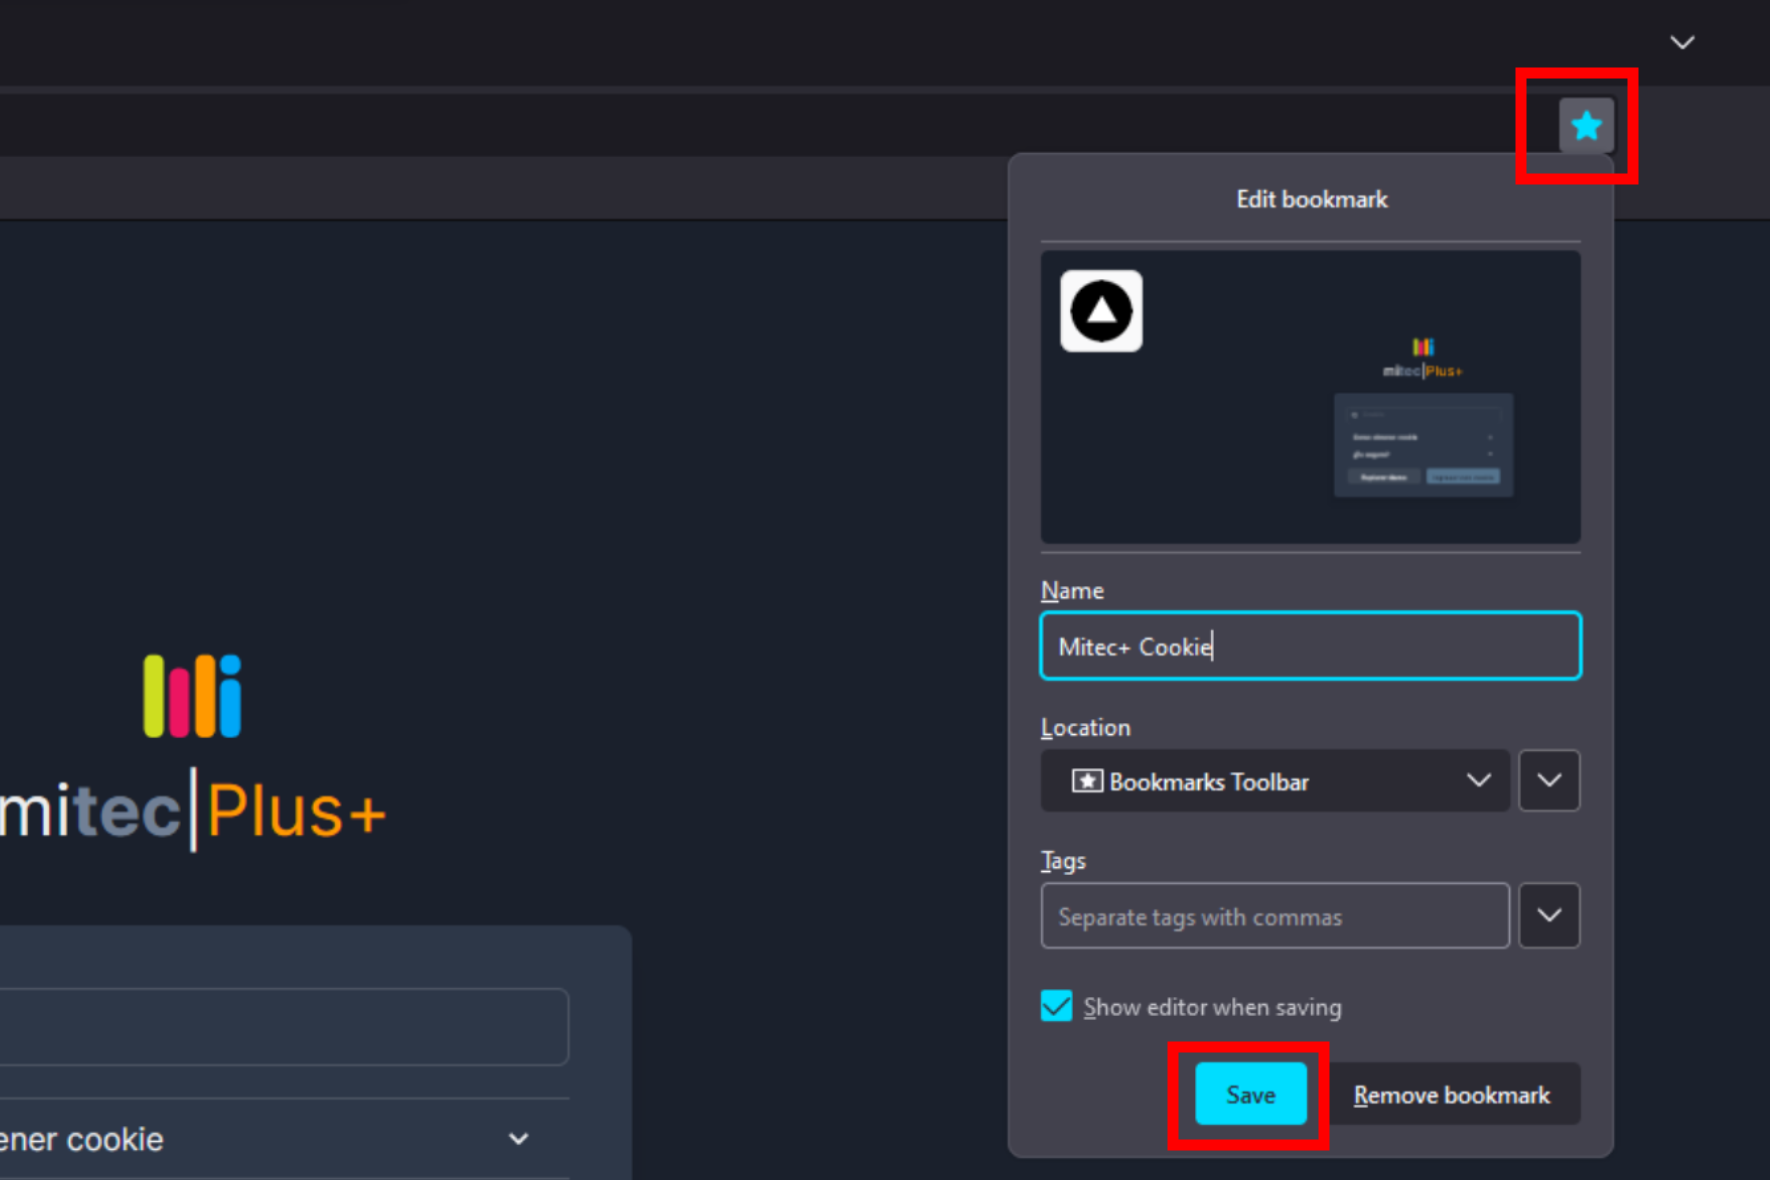 Edit bookmark
mitec|Plus+
Name
Mitec+ Cookie
Location
Bookmarks Toolbar
mitec|Plus+
Tags
Separate tags with commas
Show editor when saving
Save
Remove bookmark
ener cookie